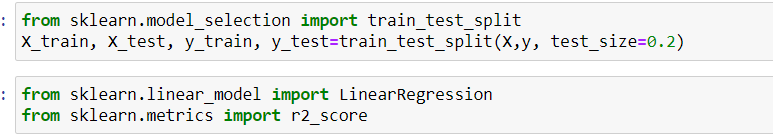 : from sklearn.model_selection import train_test_split
X_train, X_test, y_train, y_test=train_test_split(X,y, test_size=0.2)
: from sklearn.linear_model import LinearRegression
from sklearn.metrics import r2_score